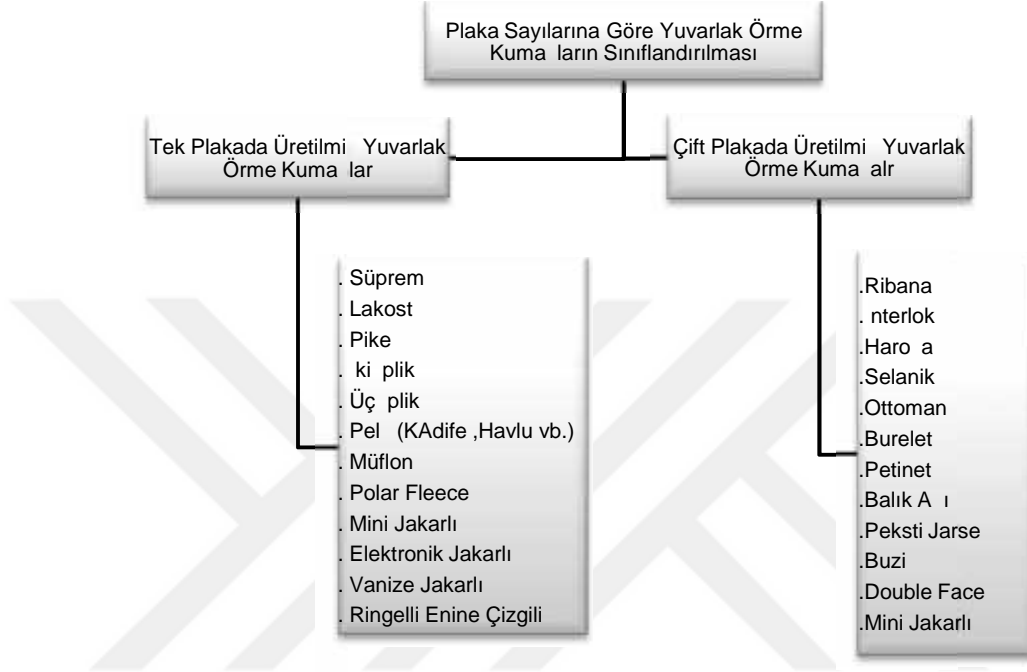 Plaka Sayılarına Göre Yuvarlak Örme
Kuma ların Sınıflandırılması
Tek Plakada Üretilmi Yuvarlak
Örme Kuma lar
Çift Plakada Üretilmi Yuvarlak
Örme Kuma alr
. Süprem
. Lakost
. Pike
. ki plik
. Üç plik
. Pel (KAdife ,Havlu vb.)
. Müflon
. Polar Fleece
. Mini Jakarlı
. Elektronik Jakarlı
. Vanize Jakarlı
. Ringelli Enine Çizgili
.Ribana
. nterlok
.Haro a
.Selanik
.Ottoman
.Burelet
.Petinet
.Balık A ı
.Peksti Jarse
.Buzi
.Double Face
.Mini Jakarlı